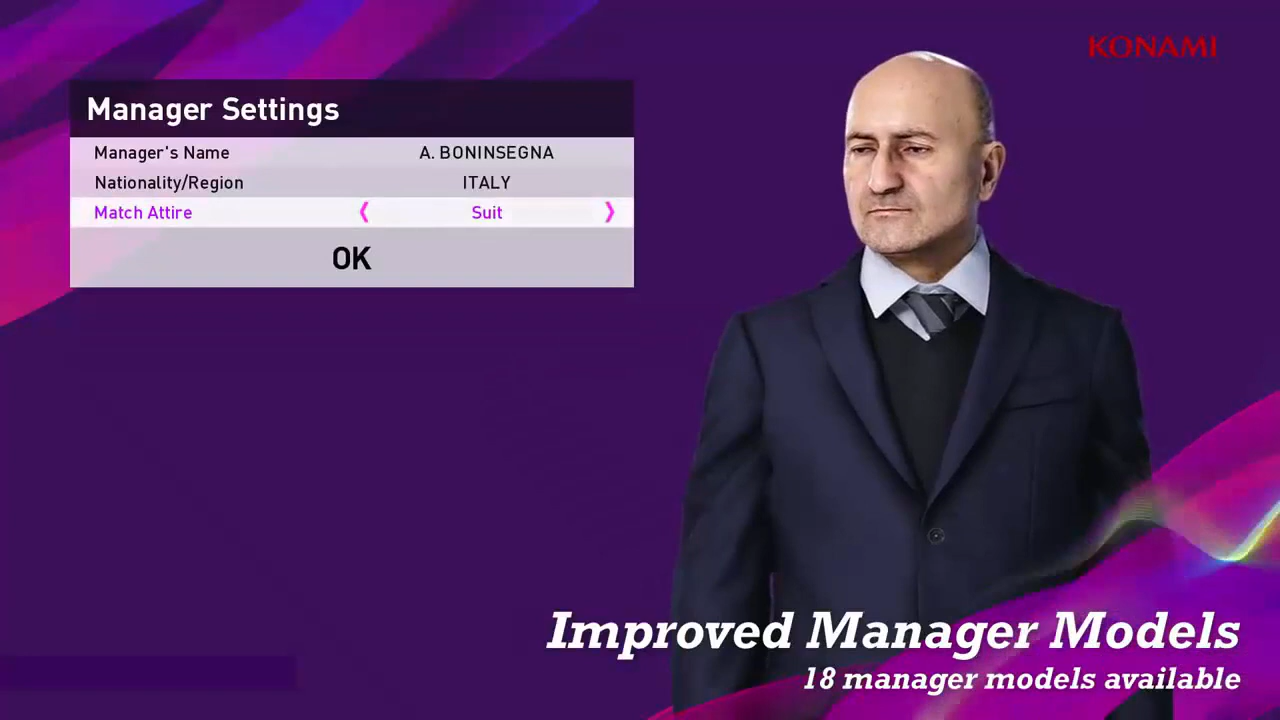 KONAMI
Manager Settings
Manager's Name A. BONINSEGNA
Nationality/Region ITALY
Match Attire ❬ Suit ❭
OK
Improved Manager Models
18 manager models available